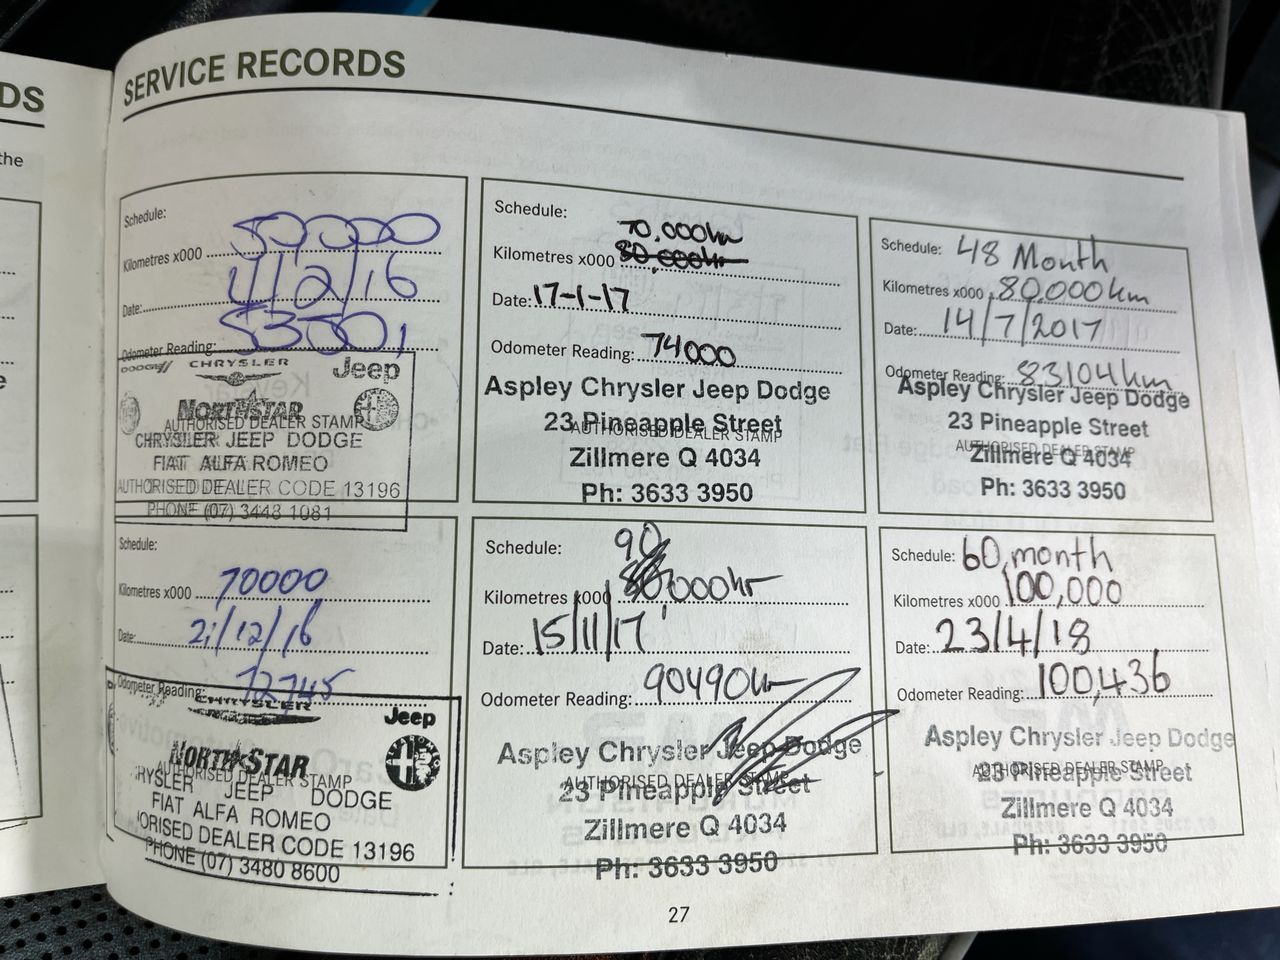 DS
the
SERVICE RECORDS
Schedule:
Kilometres x000 50000
Date: 4/2/16
Odometer Reading:
DODGE CHRYSLER Jeep
NORTHSTAR
AUTHORISED DEALER STAMP
CHRYSLER JEEP DODGE
FIAT ALFA ROMEO
AUTHORISED DEALER CODE 13196
PHONE (07) 3448 1081
Schedule:
70,000km
Kilometres x000 80,000km
Date: 17-1-17
Odometer Reading: 74000
Aspley Chrysler Jeep Dodge
23 Pineapple Street
AUTHORISED DEALER STAMP
Zillmere Q 4034
Ph: 3633 3950
Schedule: 48 Month
Kilometres x000 80,000km
Date: 14/7/2017
Odometer Reading: 83104km
Aspley Chrysler Jeep Dodge
23 Pineapple Street
AUTHORISED DEALER STAMP
Zillmere Q 4034
Ph: 3633 3950
Schedule:
Kilometres x000 70000
Date: 21/12/16
Odometer Reading: 72745
CHRYSLER Jeep
NORTHSTAR
AUTHORISED DEALER STAMP
RYSLER JEEP DODGE
FIAT ALFA ROMEO
ORISED DEALER CODE 13196
PHONE (07) 3480 8600
Schedule: 90
Kilometres x000 ,000km
Date: 15/11/17
Odometer Reading: 90490km
Aspley Chrysler Jeep Dodge
AUTHORISED DEALER STAMP
23 Pineapple Street
Zillmere Q 4034
Ph: 3633 3950
Schedule: 60 month
Kilometres x000 100,000
Date: 23/4/18
Odometer Reading: 100,436
Aspley Chrysler Jeep Dodge
AUTHORISED DEALER STAMP
23 Pineapple Street
Zillmere Q 4034
Ph: 3633 3950
27